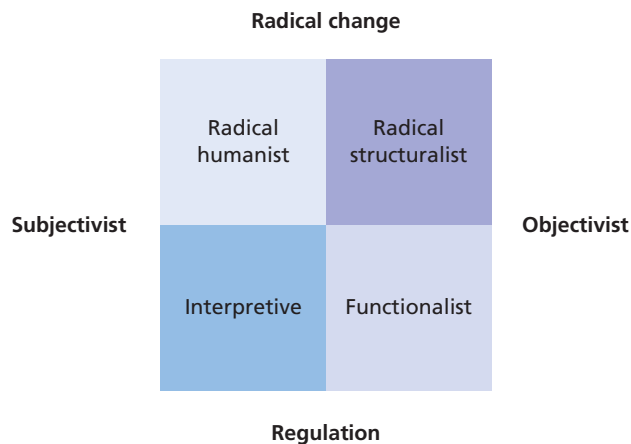 Radical change
Radical
humanist
Radical
structuralist
Subjectivist
Objectivist
Interpretive
Functionalist
Regulation